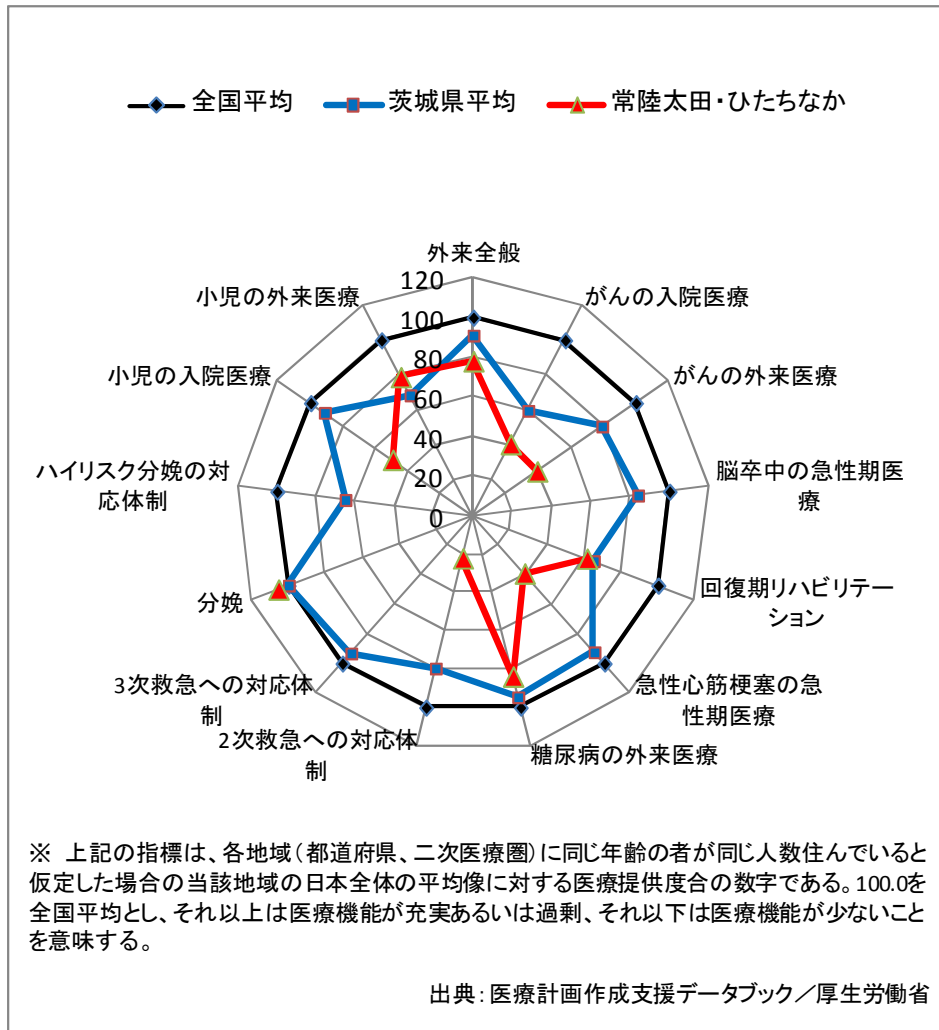 全国平均 茨城県平均 常陸太田・ひたちなか
外来全般
がんの入院医療
がんの外来医療
脳卒中の急性期医
療
回復期リハビリテー
ション
急性心筋梗塞の急
性期医療
糖尿病の外来医療
2次救急への対応体
制
3次救急への対応体
制
分娩
ハイリスク分娩の対
応体制
小児の入院医療
小児の外来医療
120
100
80
60
40
20
0
※ 上記の指標は、各地域(都道府県、二次医療圏)に同じ年齢の者が同じ人数住んでいると
仮定した場合の当該地域の日本全体の平均像に対する医療提供度合の数字である。100.0を
全国平均とし、それ以上は医療機能が充実あるいは過剰、それ以下は医療機能が少ないこと
を意味する。
出典：医療計画作成支援データブック／厚生労働省